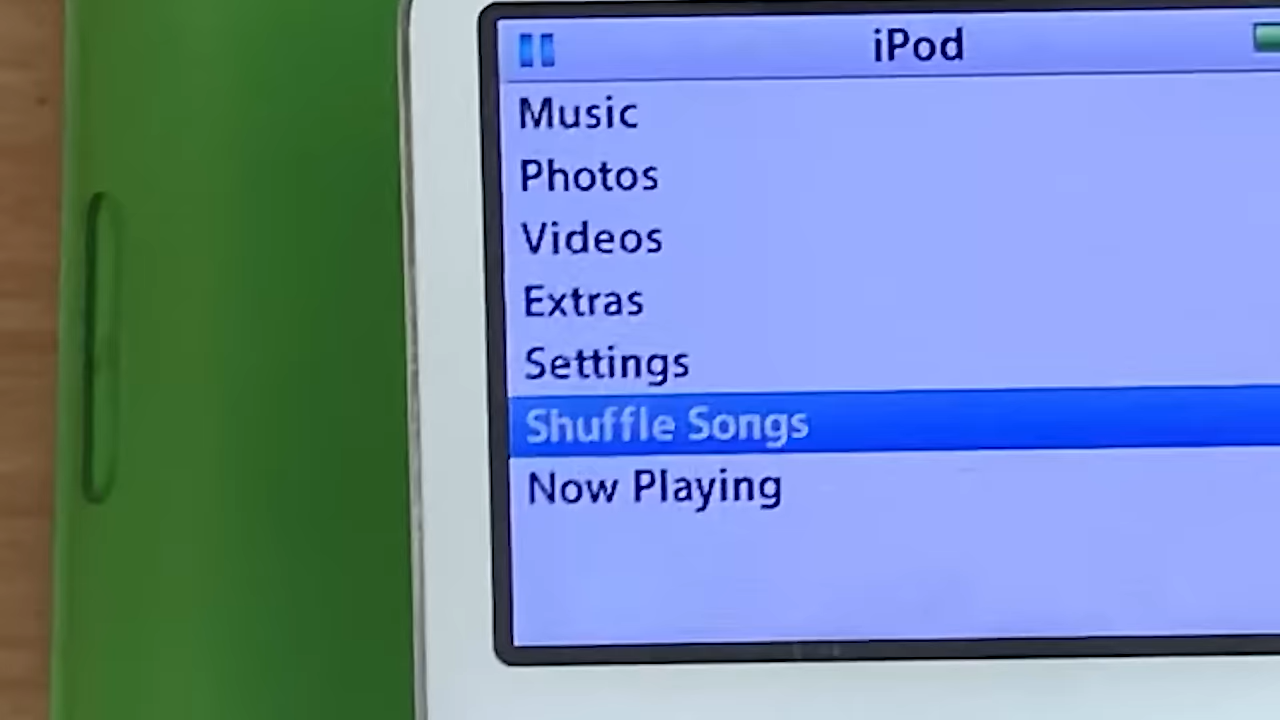 iPod
Music
Photos
Videos
Extras
Settings
Shuffle Songs
Now Playing